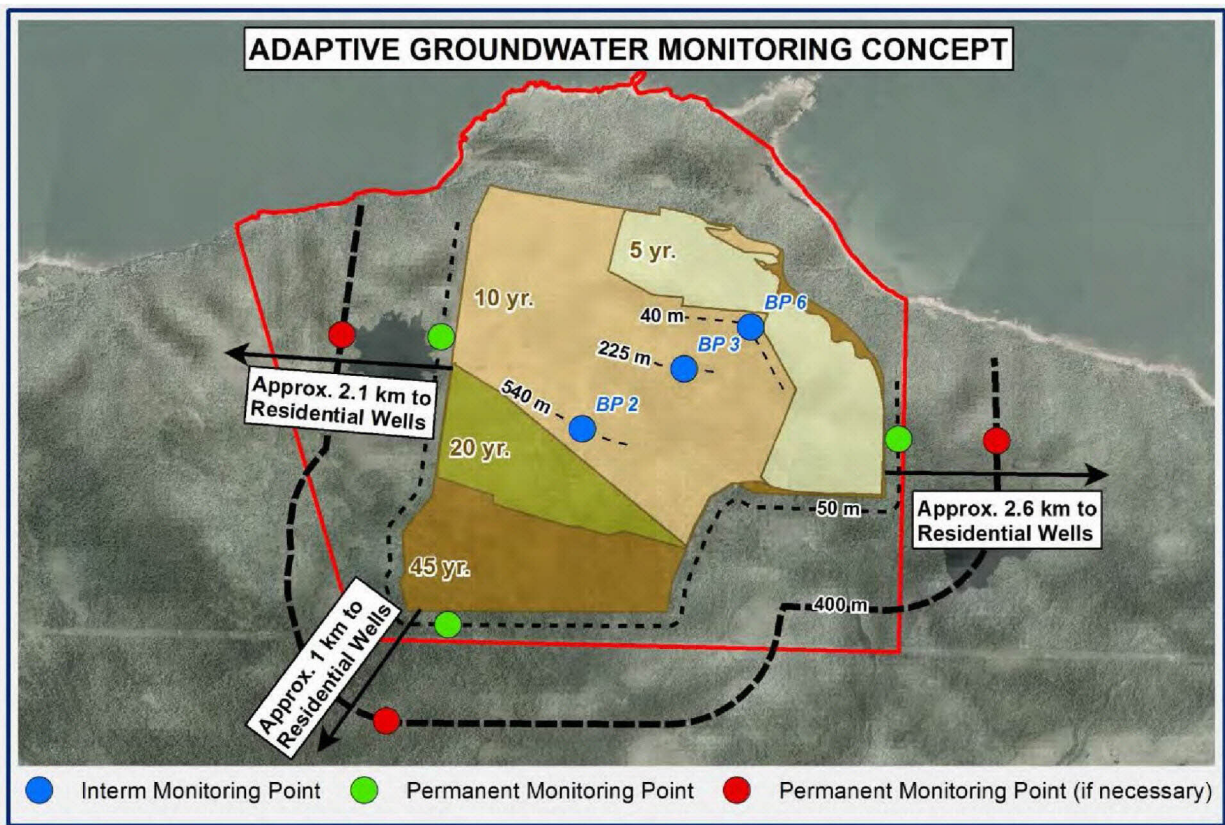 ADAPTIVE GROUNDWATER MONITORING CONCEPT
5 yr.
10 yr.
BP 6
40 m
BP 3
225 m
Approx. 2.1 km to
Residential Wells
540 m
BP 2
20 yr.
50 m
Approx. 2.6 km to
Residential Wells
45 yr.
400 m
Approx. 1 km to
Residential Wells
Interm Monitoring Point
Permanent Monitoring Point
Permanent Monitoring Point (if necessary)